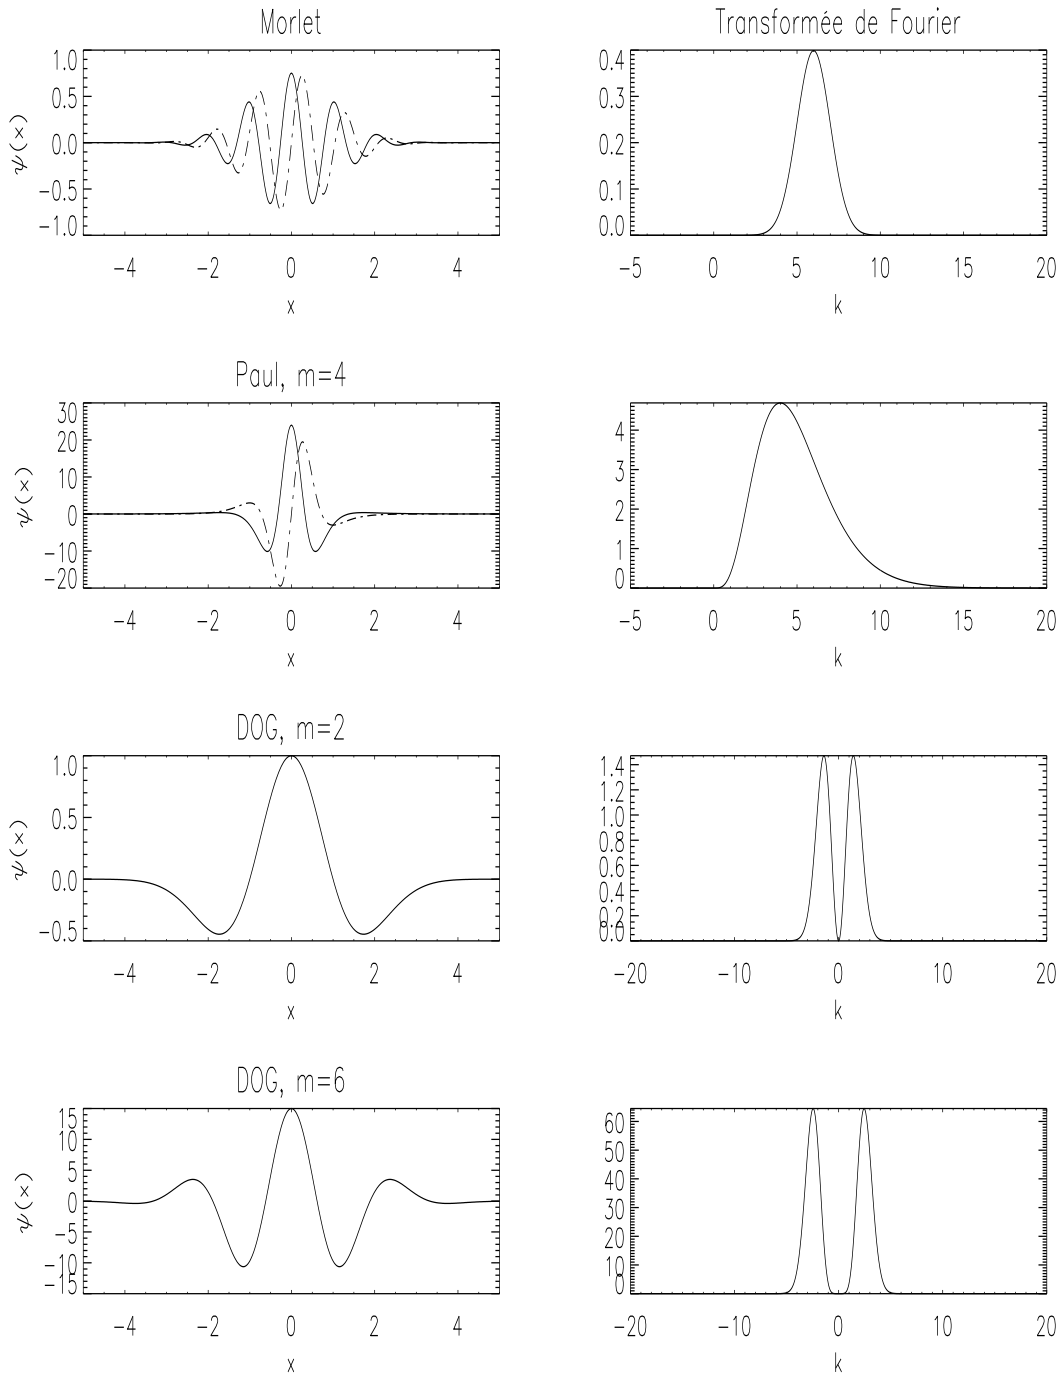 Morlet
Transformée de Fourier
1.0
0.5
0.0
−0.5
−1.0
ψ(x)
−4 −2 0 2 4
x
0.4
0.3
0.2
0.1
0.0
−5 0 5 10 15 20
k
Paul, m=4
30
20
10
0
−10
−20
ψ(x)
−4 −2 0 2 4
x
4
3
2
1
0
−5 0 5 10 15 20
k
DOG, m=2
1.0
0.5
0.0
−0.5
ψ(x)
−4 −2 0 2 4
x
1.4
1.2
1.0
0.8
0.6
0.4
0.2
0.0
−20 −10 0 10 20
k
DOG, m=6
15
10
5
0
−5
−10
−15
ψ(x)
−4 −2 0 2 4
x
60
50
40
30
20
10
0
−20 −10 0 10 20
k